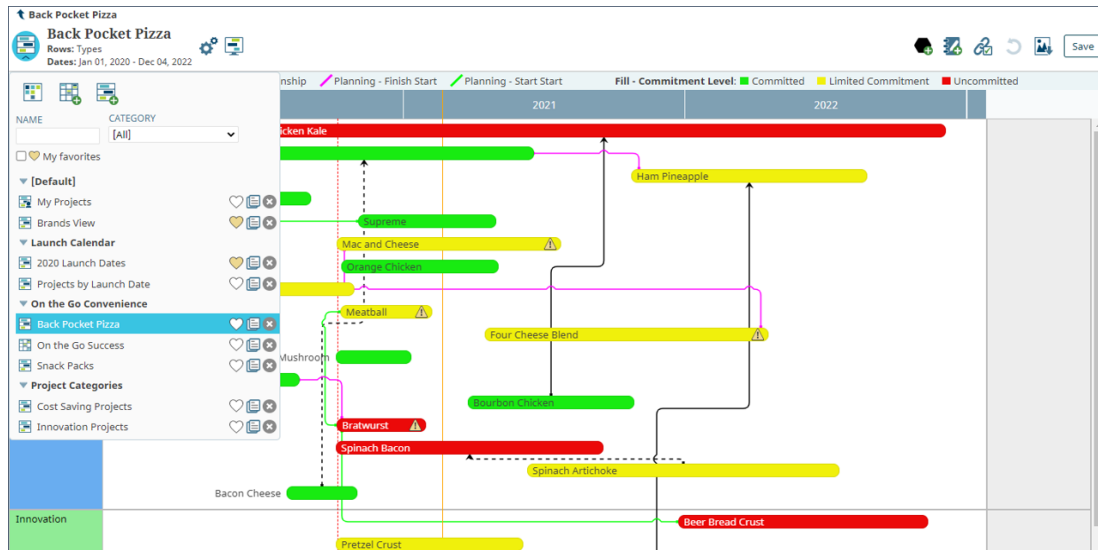 Back Pocket Pizza
Back Pocket Pizza
Rows: Types
Dates: Jan 01, 2020 - Dec 04, 2022
Save
Planning - Finish Start
Planning - Start Start
Fill - Commitment Level: Committed Limited Commitment Uncommitted
NAME
CATEGORY
[All]
My favorites
[Default]
My Projects
Brands View
Launch Calendar
2020 Launch Dates
Projects by Launch Date
On the Go Convenience
Back Pocket Pizza
On the Go Success
Snack Packs
Project Categories
Cost Saving Projects
Innovation Projects
2021
2022
Kale
Ham Pineapple
Supreme
Mac and Cheese
Orange Chicken
Meatball
Four Cheese Blend
Mushroom
Bourbon Chicken
Bratwurst
Spinach Bacon
Spinach Artichoke
Bacon Cheese
Innovation
Beer Bread Crust
Pretzel Crust